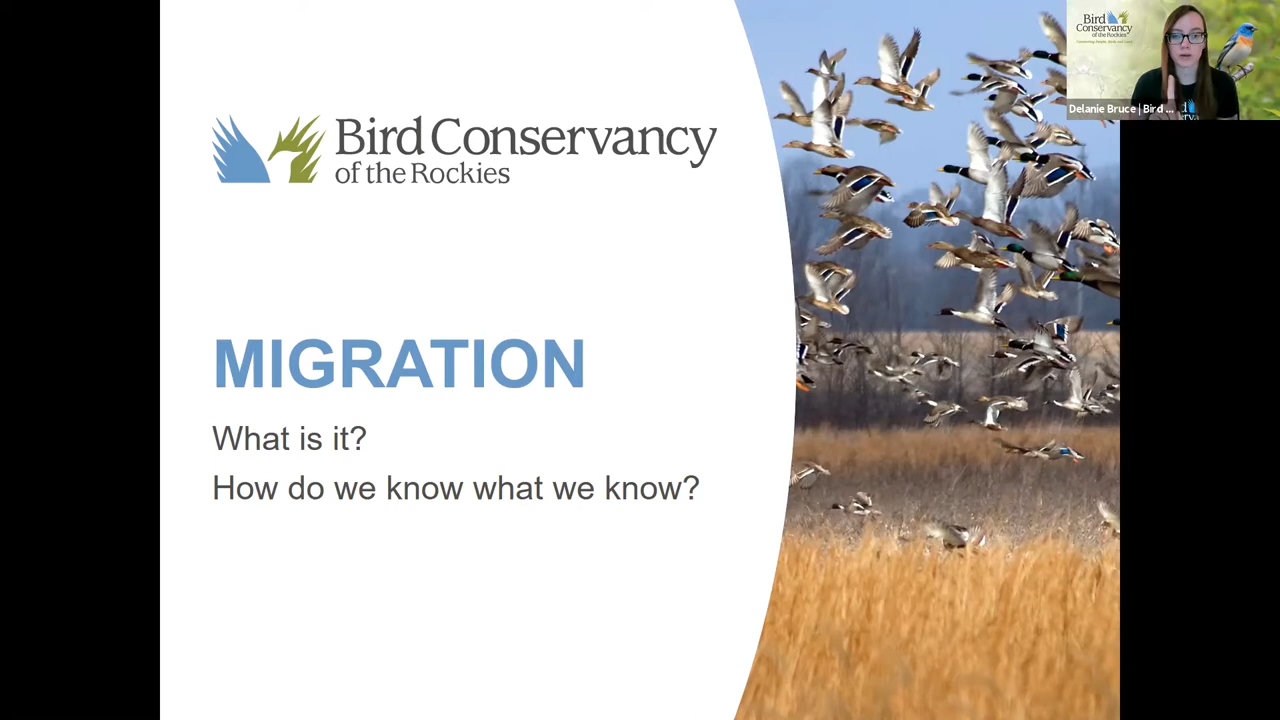 Bird Conservancy
of the Rockies
MIGRATION
What is it?
How do we know what we know?
Bird
Conservancy
of the Rockies
Delanie Bruce | Bird ...